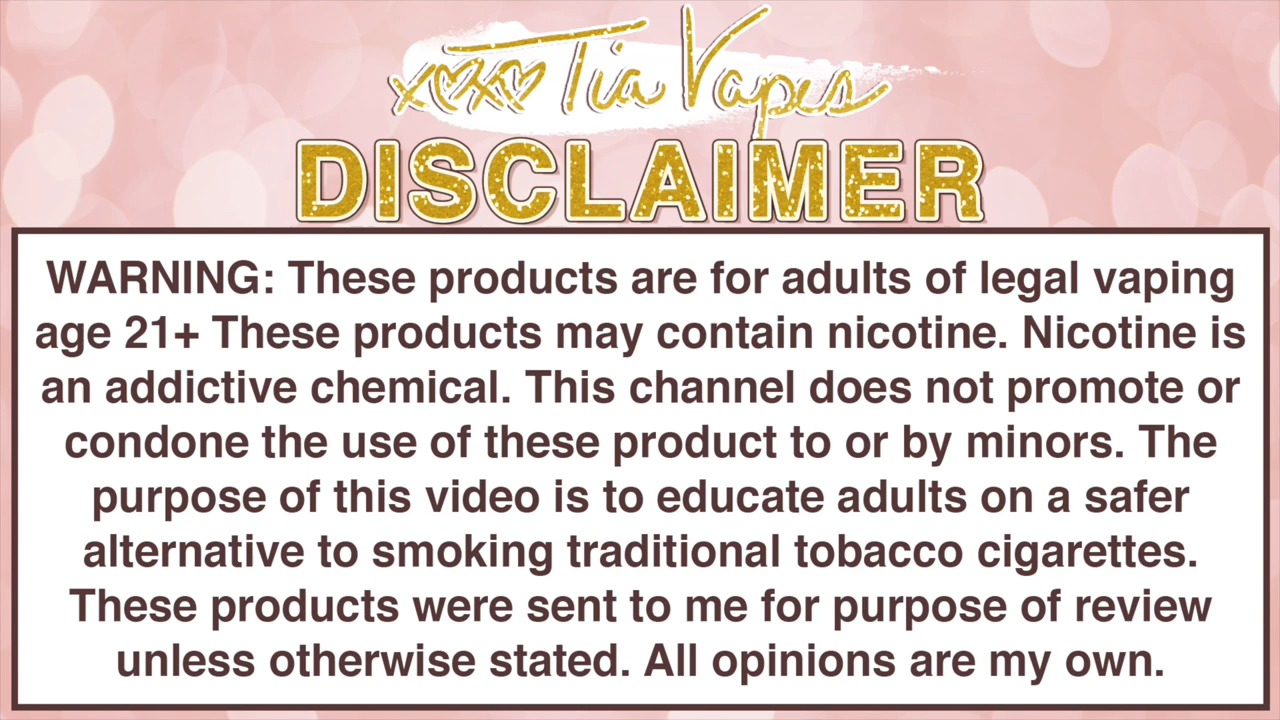 xoxo Tia Vapes
DISCLAIMER
WARNING: These products are for adults of legal vaping
age 21+ These products may contain nicotine. Nicotine is
an addictive chemical. This channel does not promote or
condone the use of these product to or by minors. The
purpose of this video is to educate adults on a safer
alternative to smoking traditional tobacco cigarettes.
These products were sent to me for purpose of review
unless otherwise stated. All opinions are my own.